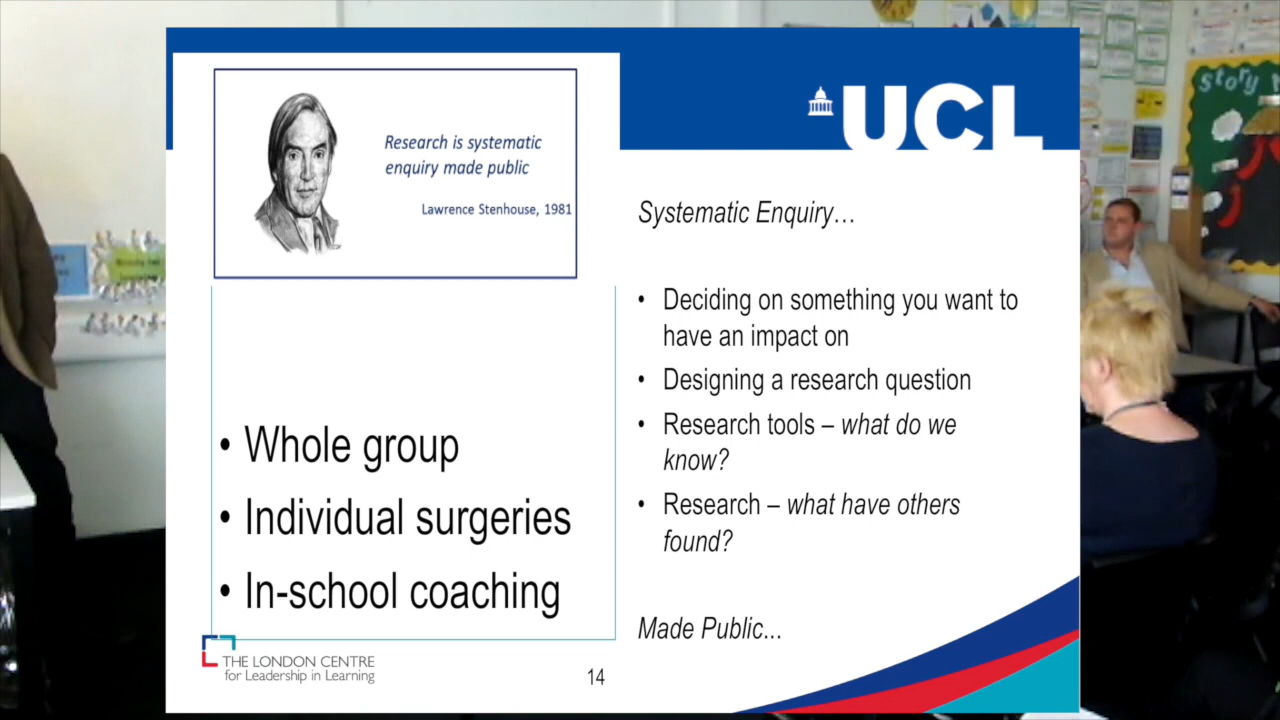 Research is systematic
enquiry made public
Lawrence Stenhouse, 1981
• Whole group
• Individual surgeries
• In-school coaching
THE LONDON CENTRE
for Leadership in Learning
14
UCL
Systematic Enquiry…
• Deciding on something you want to
have an impact on
• Designing a research question
• Research tools – what do we
know?
• Research – what have others
found?
Made Public...
story